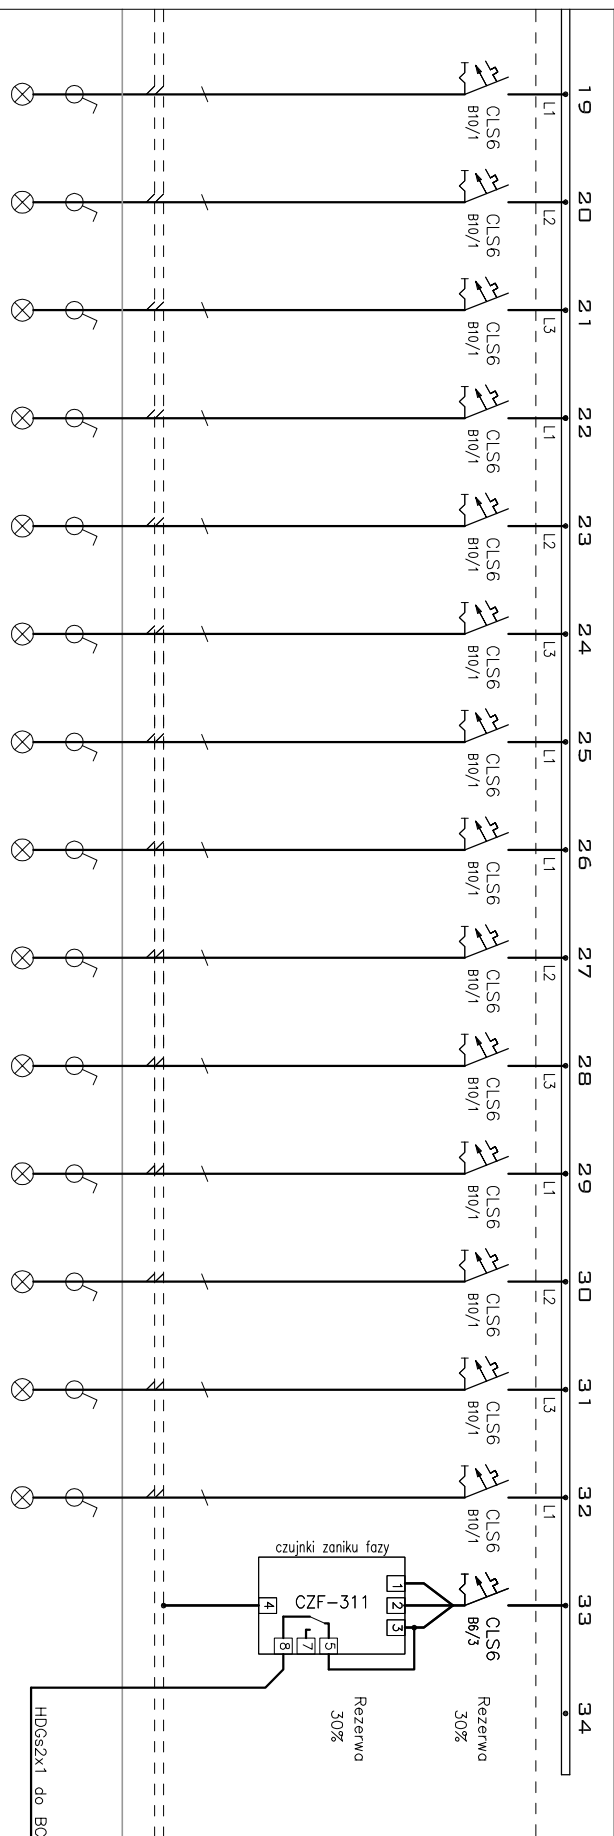 19
L1
CLS6
B10/1
20
L2
CLS6
B10/1
21
L3
CLS6
B10/1
22
L1
CLS6
B10/1
23
L2
CLS6
B10/1
24
L3
CLS6
B10/1
25
L1
CLS6
B10/1
26
L1
CLS6
B10/1
27
L2
CLS6
B10/1
28
L3
CLS6
B10/1
29
L1
CLS6
B10/1
30
L2
CLS6
B10/1
31
L3
CLS6
B10/1
32
L1
CLS6
B10/1
33
CLS6
B6/3
czujnki zaniku fazy
CZF-311
1
2
3
4
5
7
8
34
Rezerwa
30%
Rezerwa
30%
HDGs2x1 do BC